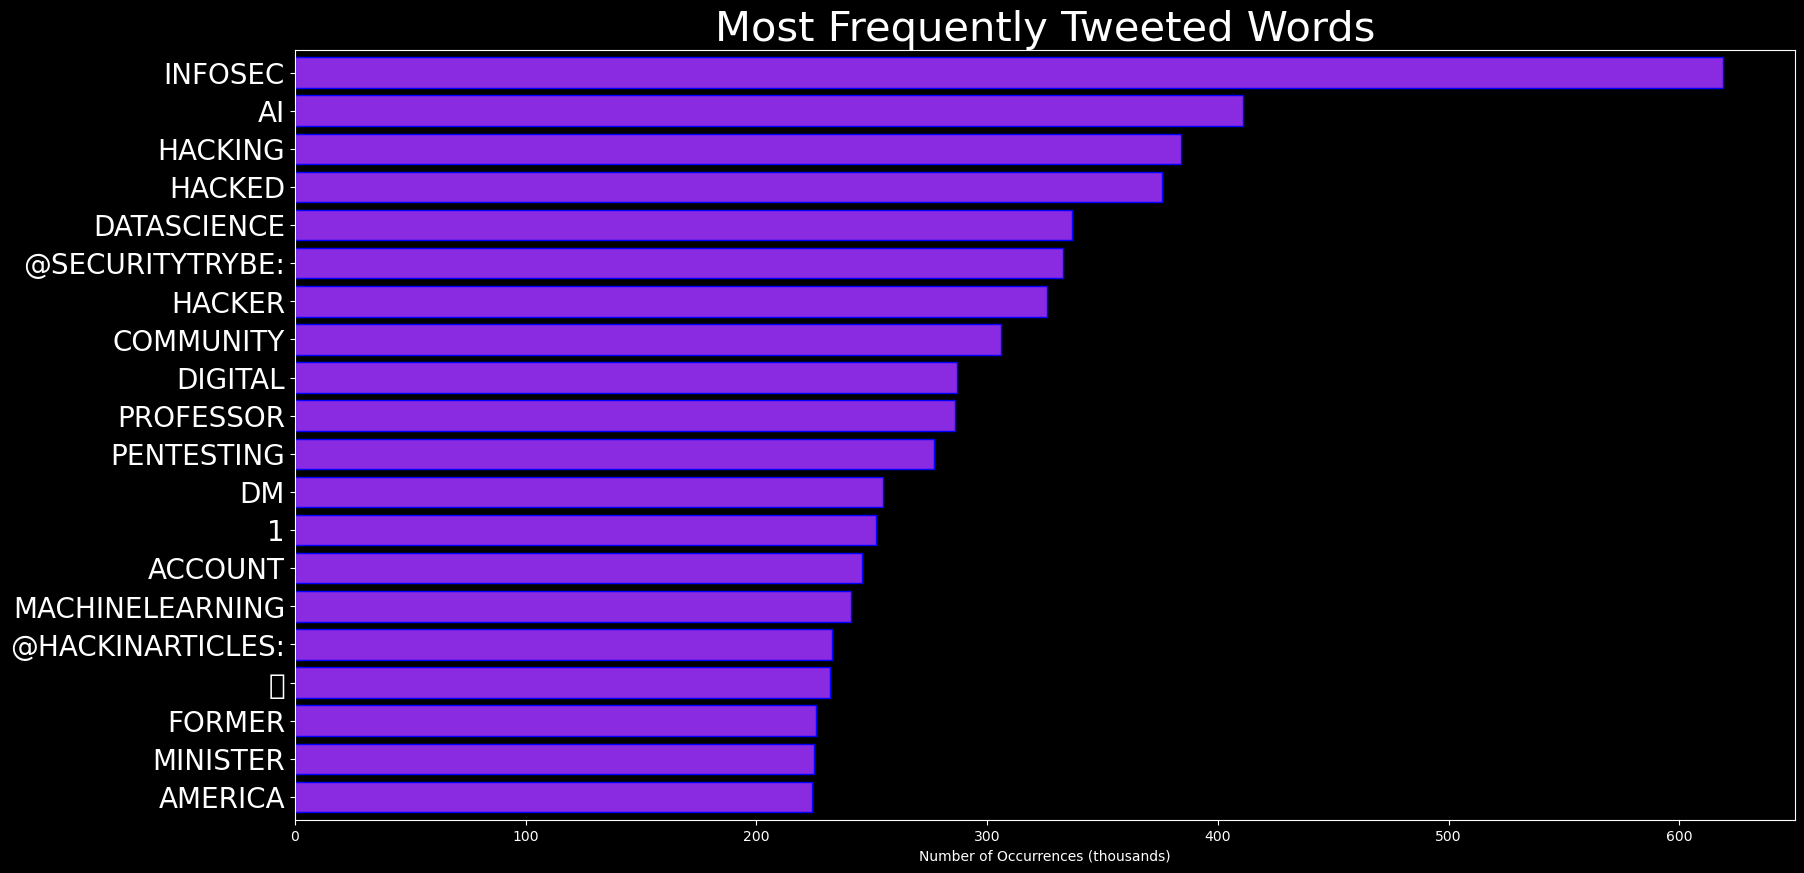 Most Frequently Tweeted Words
INFOSEC
AI
HACKING
HACKED
DATASCIENCE
@SECURITYTRYBE:
HACKER
COMMUNITY
DIGITAL
PROFESSOR
PENTESTING
DM
1
ACCOUNT
MACHINELEARNING
@HACKINARTICLES:
FORMER
MINISTER
AMERICA
0 100 200 300 400 500 600
Number of Occurrences (thousands)